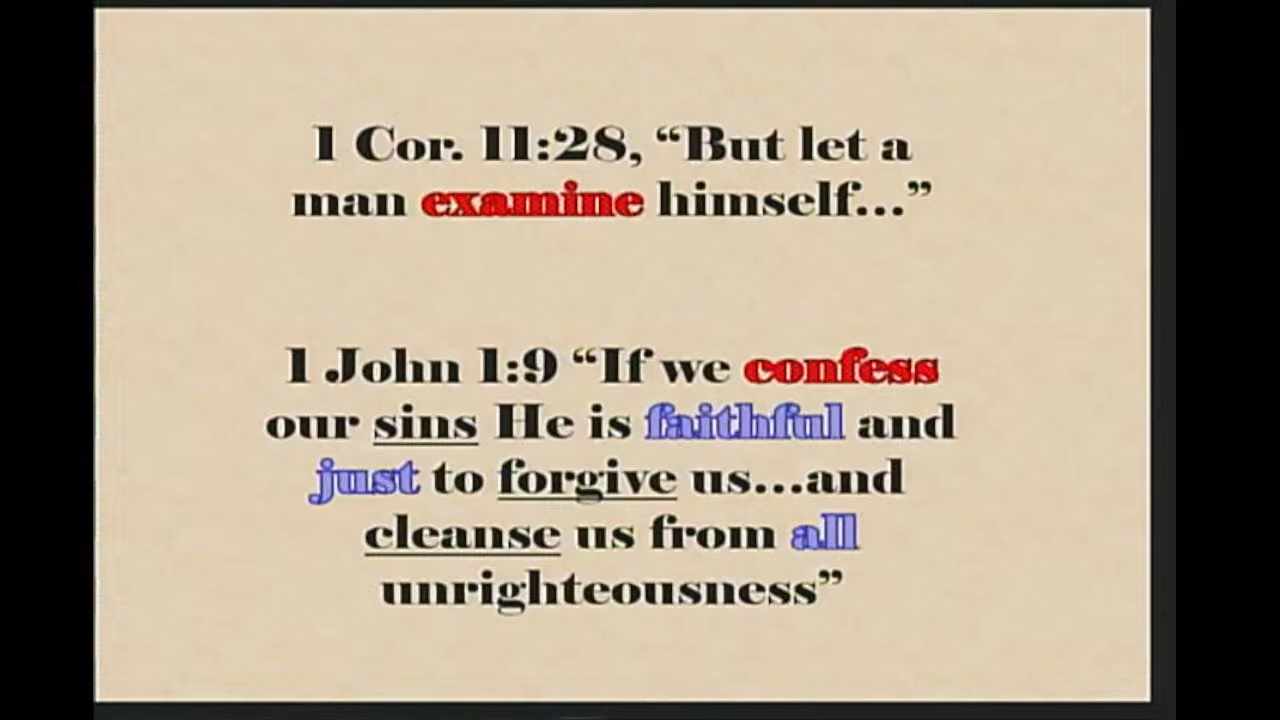 1 Cor. 11:28, “But let a
man examine himself...”
1 John 1:9 “If we confess
our sins He is faithful and
just to forgive us...and
cleanse us from all
unrighteousness”